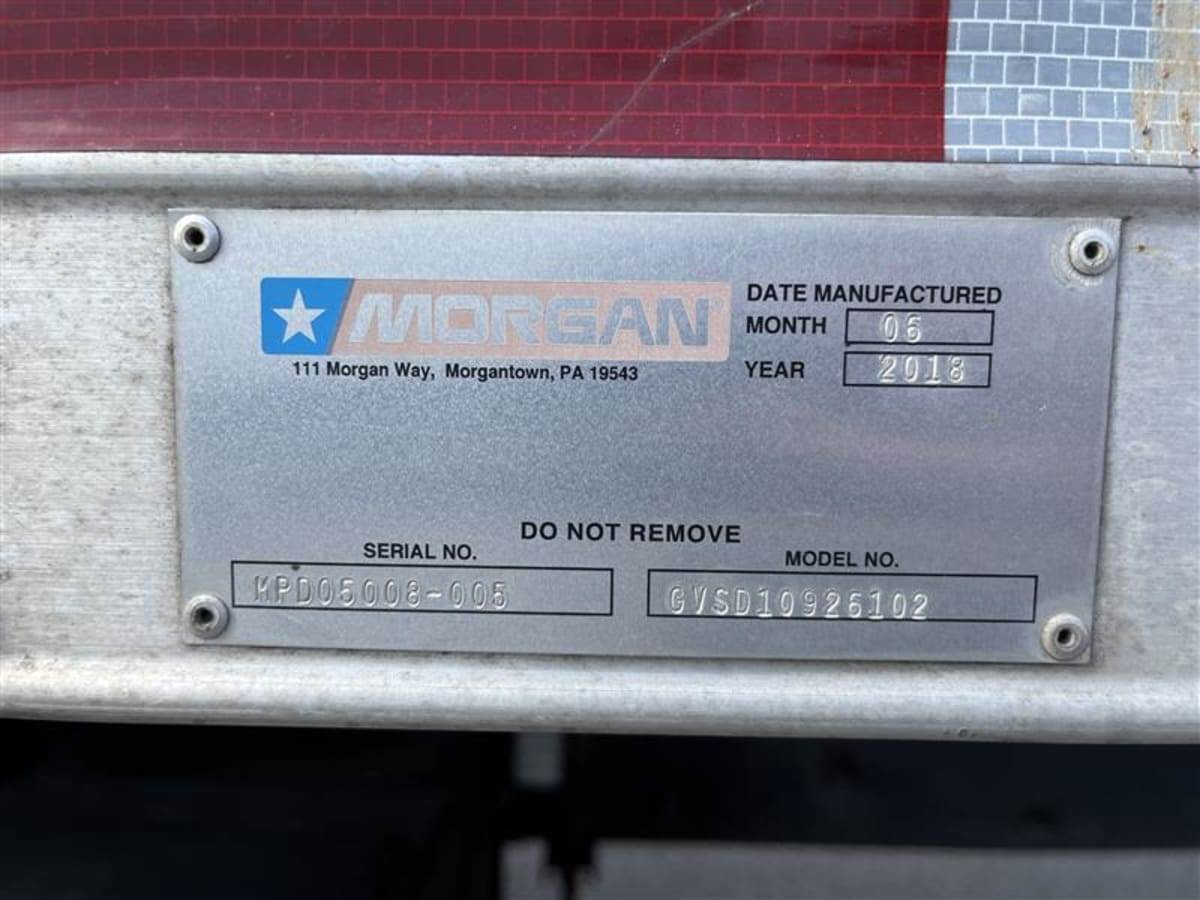 MORGAN
111 Morgan Way, Morgantown, PA 19543
DATE MANUFACTURED
MONTH 06
YEAR 2018
DO NOT REMOVE
SERIAL NO.
MPD05008-005
MODEL NO.
GVSD10926102